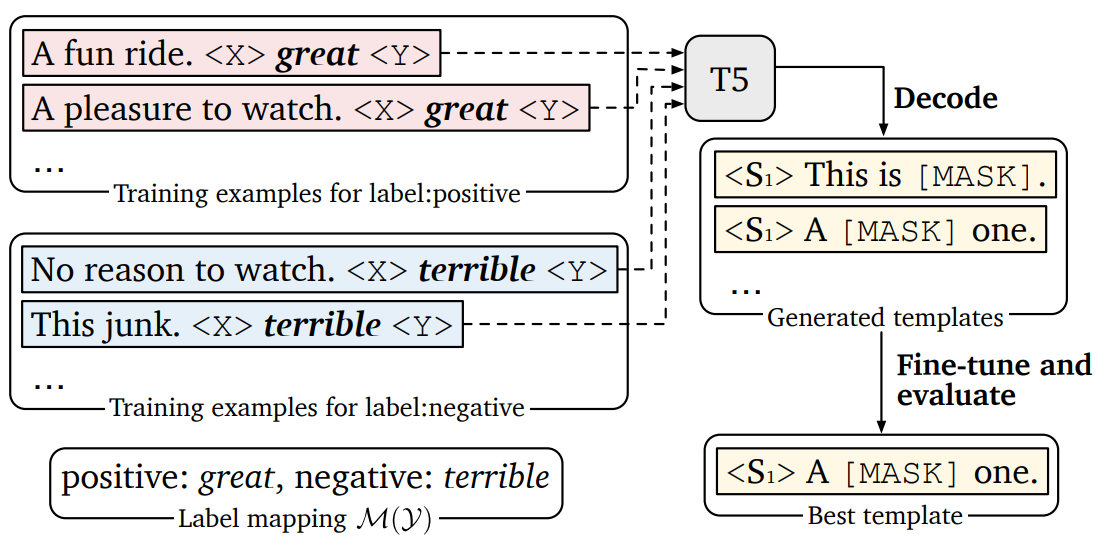 A fun ride. <X> great <Y>
A pleasure to watch. <X> great <Y>
...
Training examples for label:positive
No reason to watch. <X> terrible <Y>
This junk. <X> terrible <Y>
...
Training examples for label:negative
positive: great, negative: terrible
Label mapping ℳ(𝒴)
T5
Decode
<S₁> This is [MASK].
<S₁> A [MASK] one.
...
Generated templates
Fine-tune and
evaluate
<S₁> A [MASK] one.
Best template